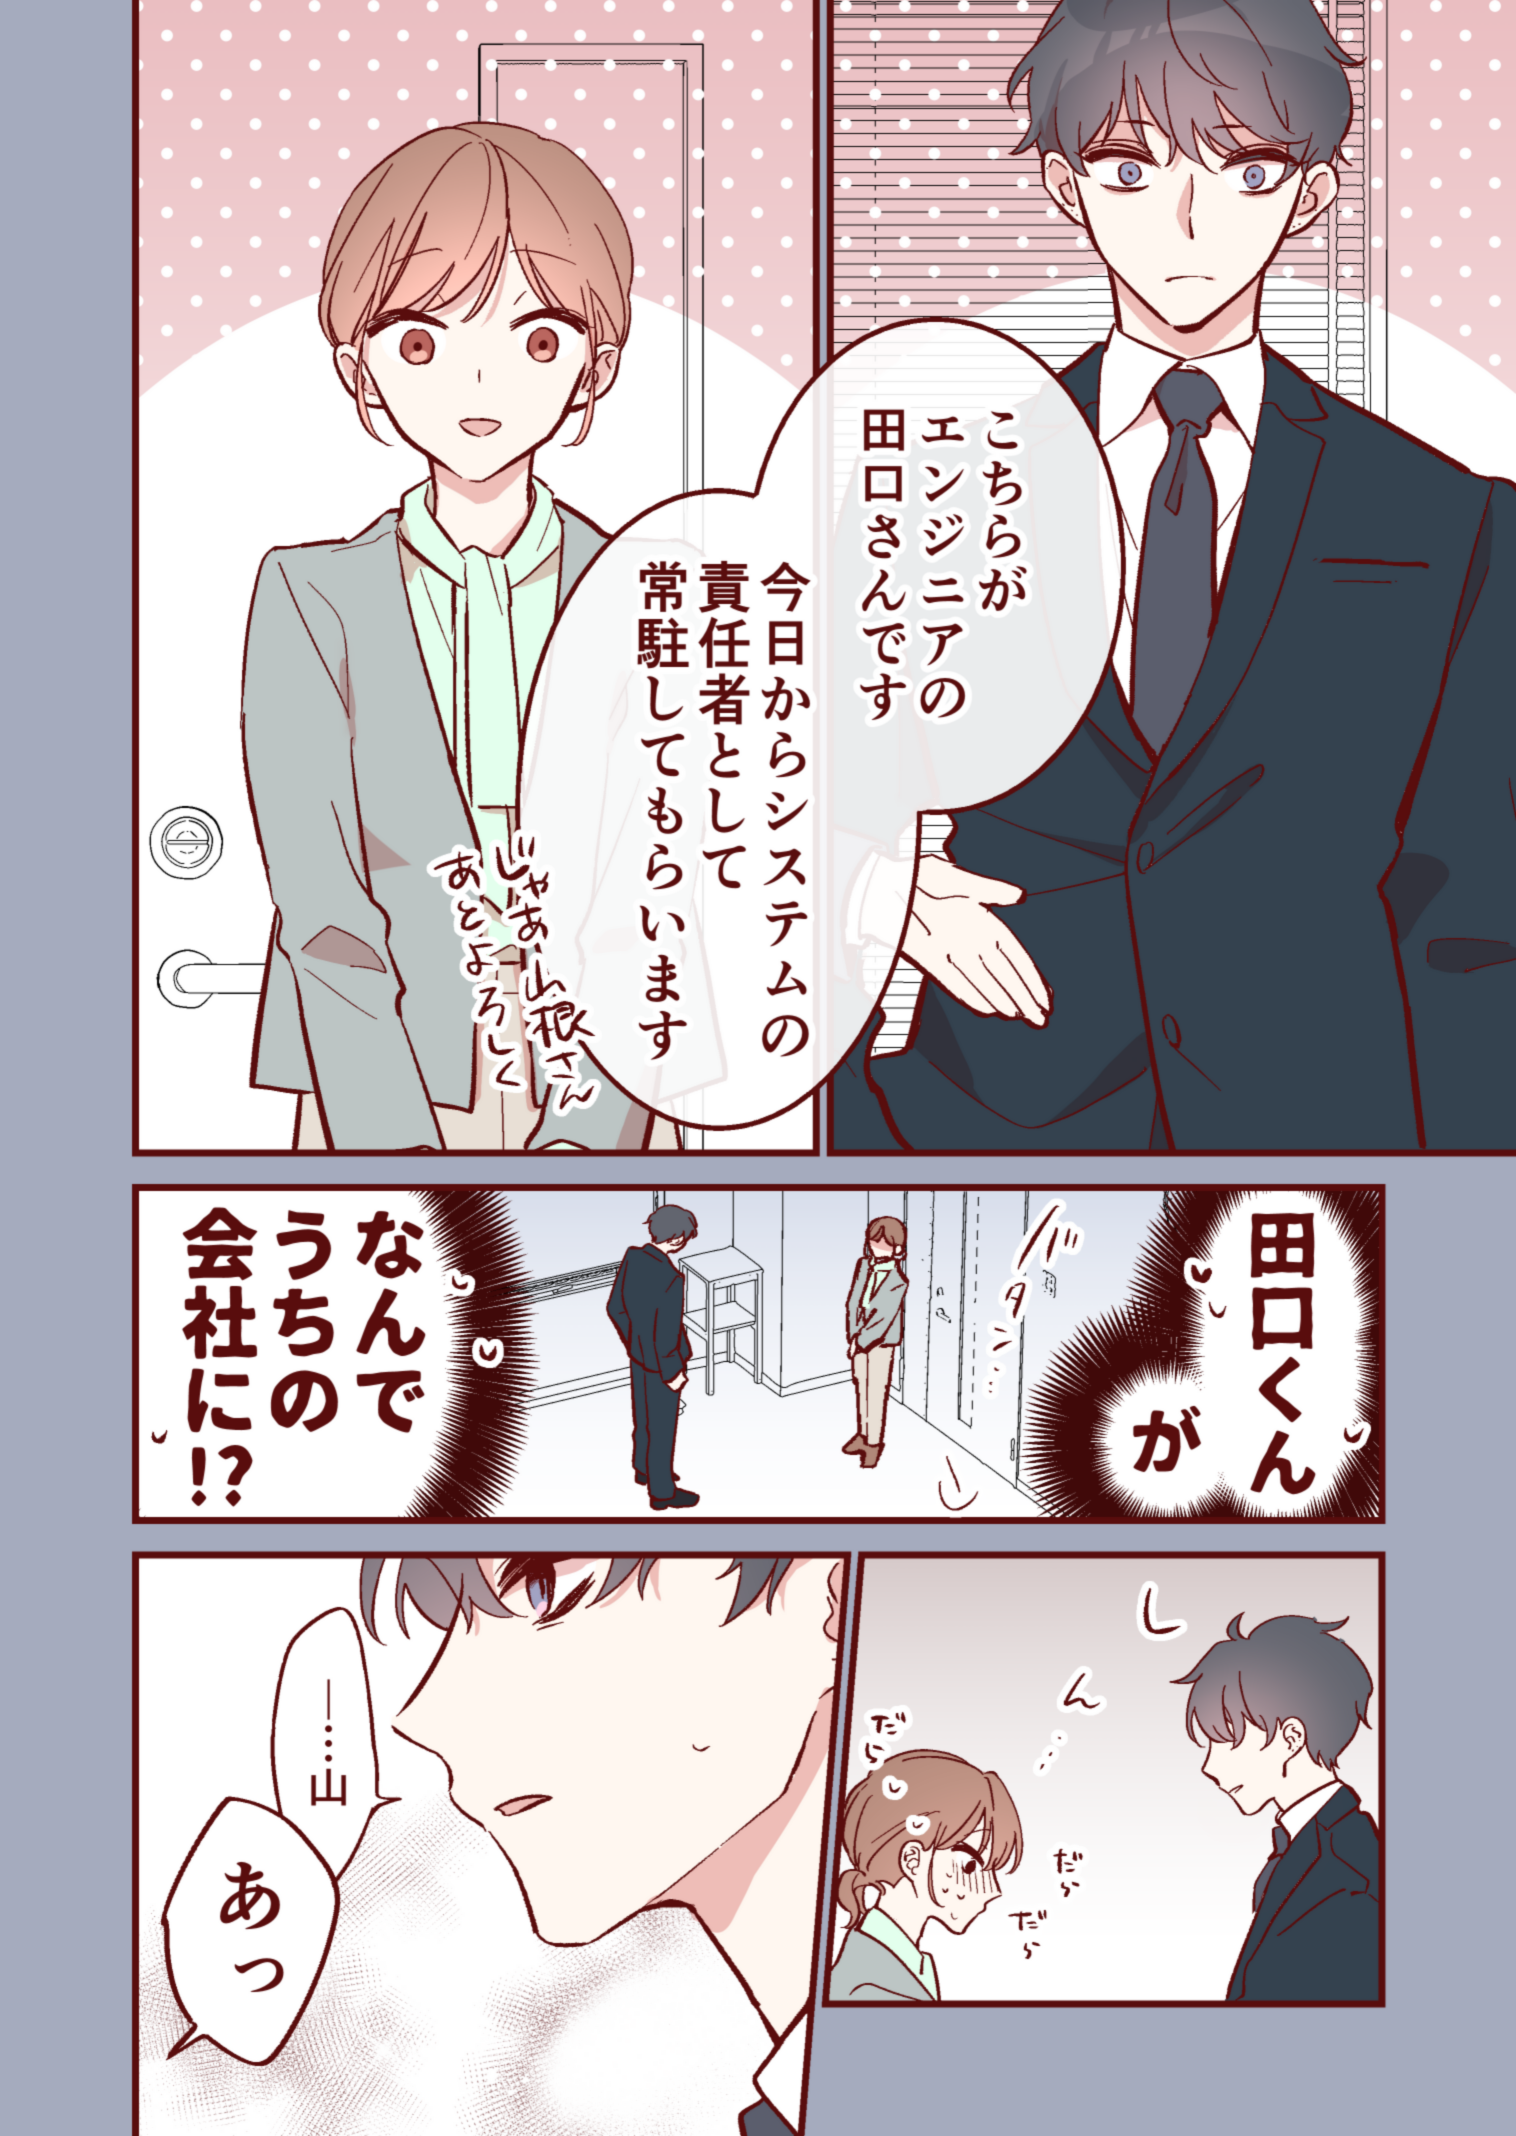 こちらが
エンジニアの
田口さんです
今日からシステムの
責任者として
常駐してもらいます
じゃあ山根さん
あとよろしく
田口くん
が
バタン…
なんで
うちの
会社に!?
しん…
だら
だら
だら
―……山
あっ